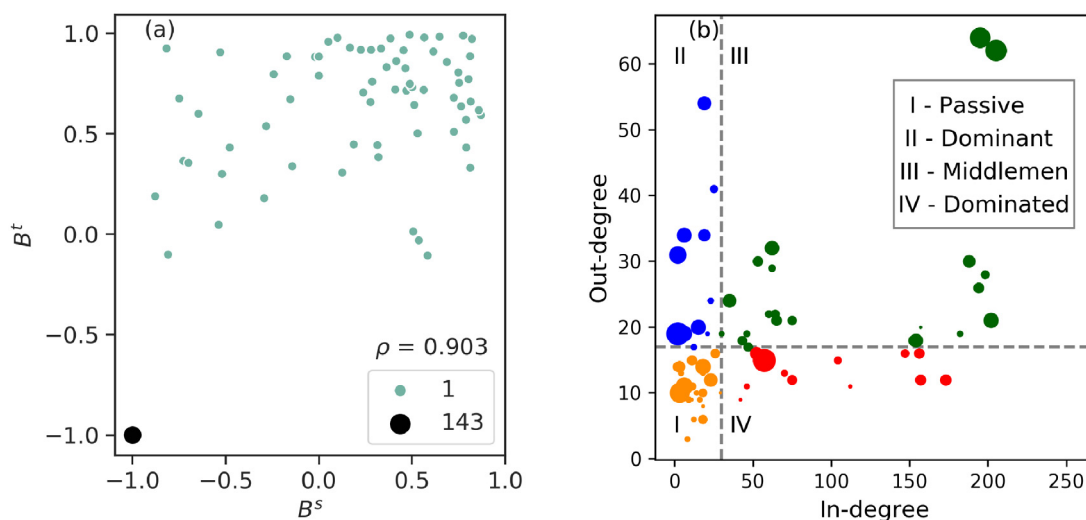 (a)
1.0
0.5
0.0
−0.5
−1.0
B^t
ρ = 0.903
1
143
−1.0 −0.5 0.0 0.5 1.0
B^s
(b)
II III
60
50
40
30
20
10
0
Out-degree
I - Passive
II - Dominant
III - Middlemen
IV - Dominated
I IV
0 50 100 150 200 250
In-degree